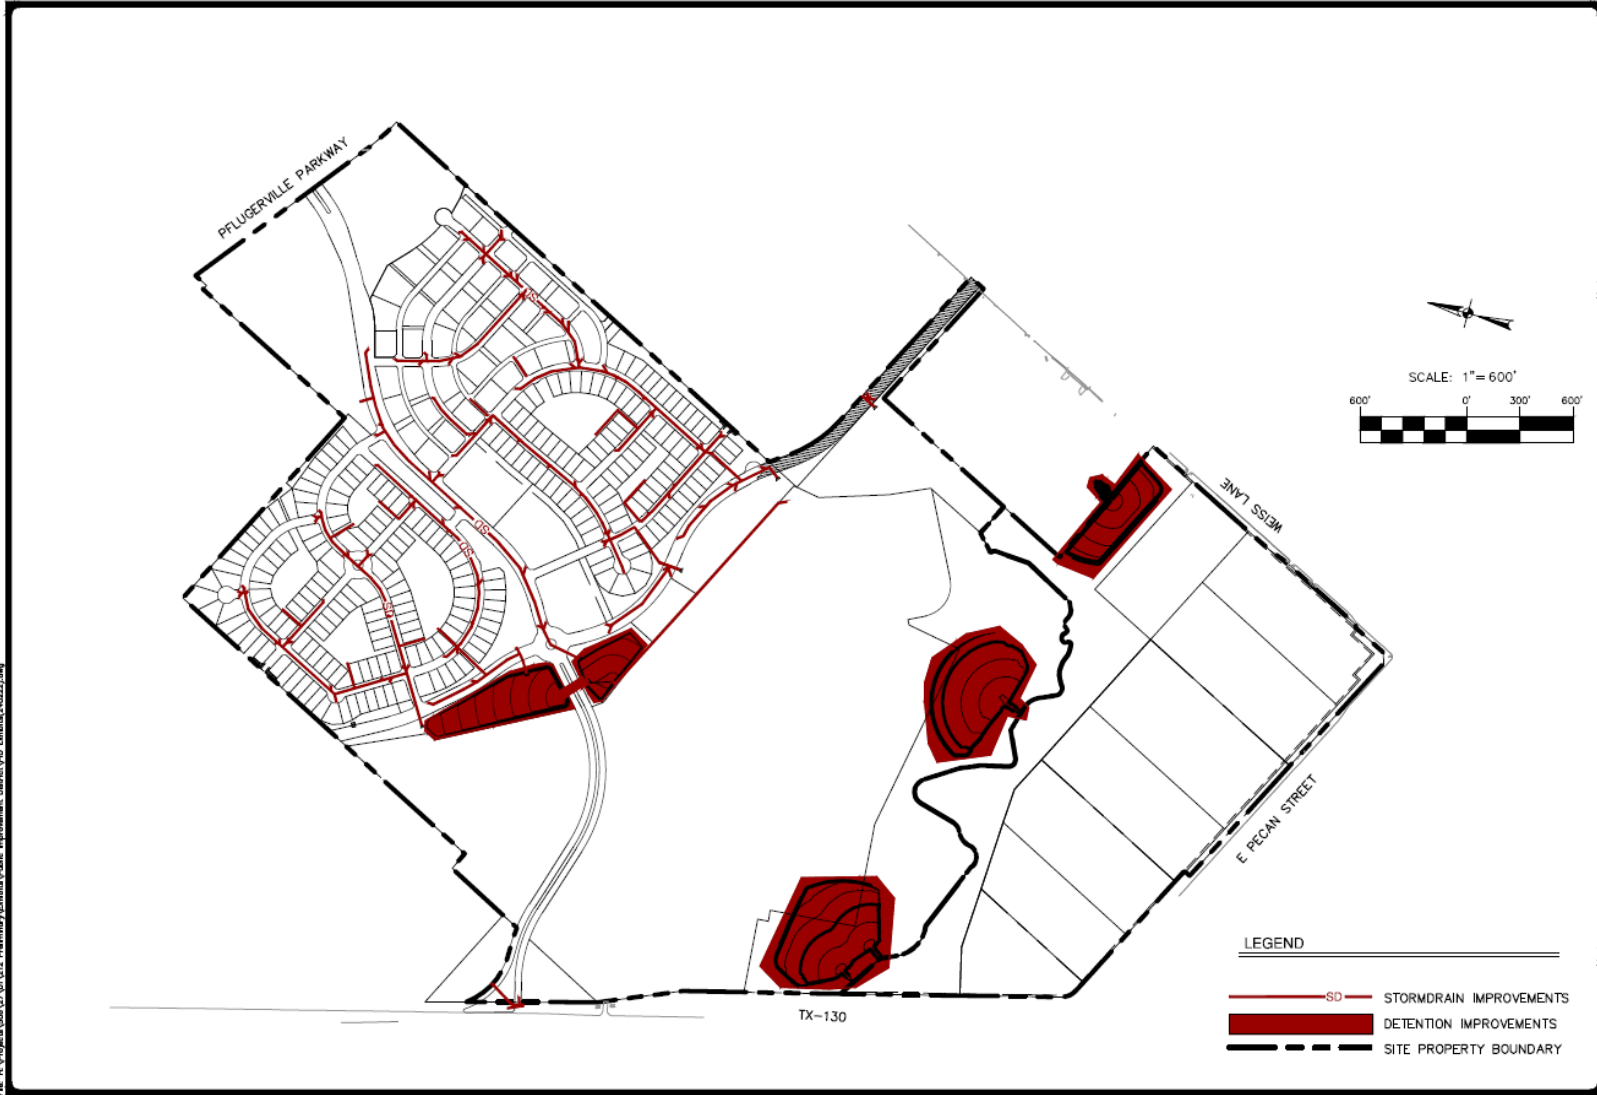 PFLUGERVILLE PARKWAY
SD
SD
SD
SD
WEISS LANE
SCALE: 1"=600'
600' 0' 300' 600'
E PECAN STREET
TX-130
LEGEND
SD STORMDRAIN IMPROVEMENTS
DETENTION IMPROVEMENTS
SITE PROPERTY BOUNDARY